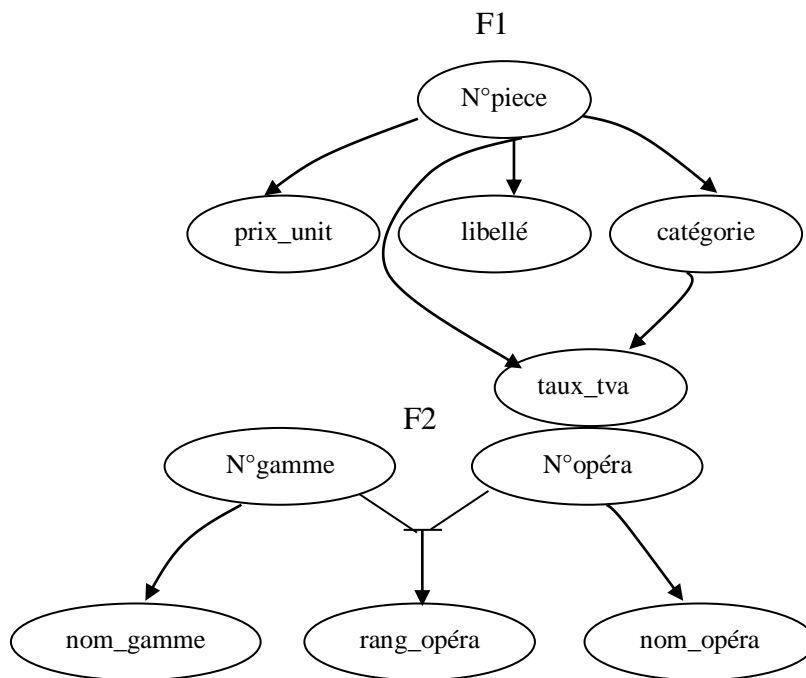 F1
N°piece
prix_unit
libellé
catégorie
taux_tva
F2
N°gamme
N°opéra
nom_gamme
rang_opéra
nom_opéra